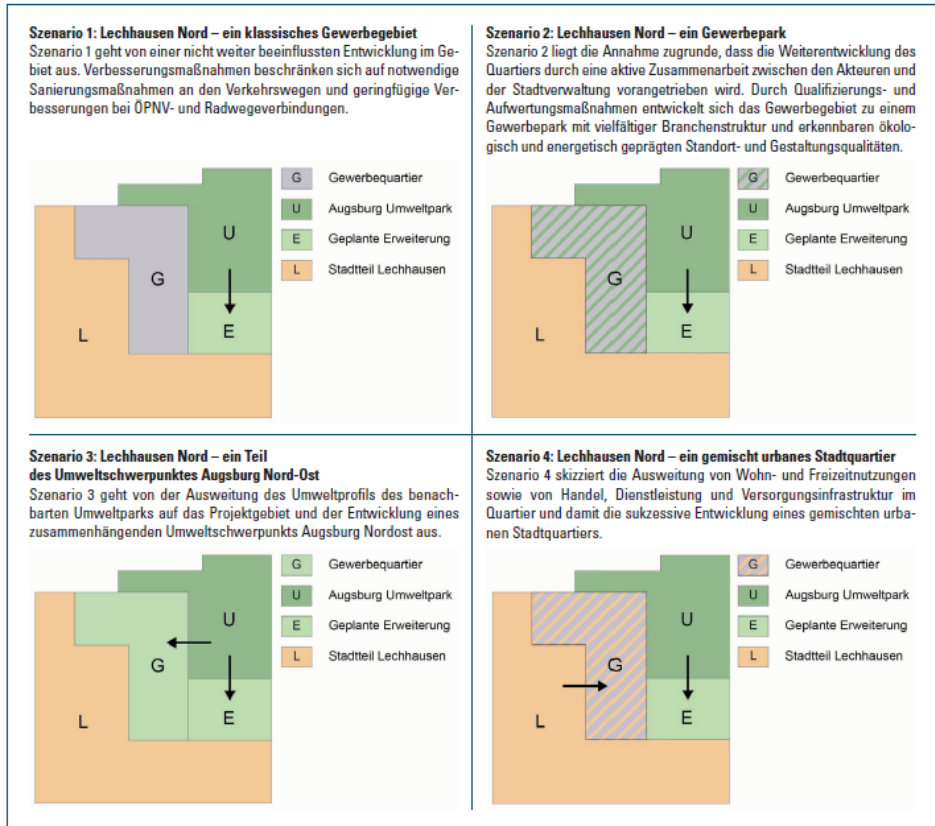 Szenario 1: Lechhausen Nord – ein klassisches Gewerbegebiet
Szenario 1 geht von einer nicht weiter beeinflussten Entwicklung im Ge-
biet aus. Verbesserungsmaßnahmen beschränken sich auf notwendige
Sanierungsmaßnahmen an den Verkehrswegen und geringfügige Ver-
besserungen bei ÖPNV- und Radwegeverbindungen.
G Gewerbequartier
U Augsburg Umweltpark
E Geplante Erweiterung
L Stadtteil Lechhausen
U
G
L
E
Szenario 2: Lechhausen Nord – ein Gewerbepark
Szenario 2 liegt die Annahme zugrunde, dass die Weiterentwicklung des
Quartiers durch eine aktive Zusammenarbeit zwischen den Akteuren und
der Stadtverwaltung vorangetrieben wird. Durch Qualifizierungs- und
Aufwertungsmaßnahmen entwickelt sich das Gewerbegebiet zu einem
Gewerbepark mit vielfältiger Branchenstruktur und erkennbaren ökolo-
gisch und energetisch geprägten Standort- und Gestaltungsqualitäten.
G Gewerbequartier
U Augsburg Umweltpark
E Geplante Erweiterung
L Stadtteil Lechhausen
U
G
L
E
Szenario 3: Lechhausen Nord – ein Teil
des Umweltschwerpunktes Augsburg Nord-Ost
Szenario 3 geht von der Ausweitung des Umweltprofils des benach-
barten Umweltparks auf das Projektgebiet und der Entwicklung eines
zusammenhängenden Umweltschwerpunkts Augsburg Nordost aus.
G Gewerbequartier
U Augsburg Umweltpark
E Geplante Erweiterung
L Stadtteil Lechhausen
U
G
L
E
Szenario 4: Lechhausen Nord – ein gemischt urbanes Stadtquartier
Szenario 4 skizziert die Ausweitung von Wohn- und Freizeitnutzungen
sowie von Handel, Dienstleistung und Versorgungsinfrastruktur im
Quartier und damit die sukzessive Entwicklung eines gemischten urba-
nen Stadtquartiers.
G Gewerbequartier
U Augsburg Umweltpark
E Geplante Erweiterung
L Stadtteil Lechhausen
U
G
L
E